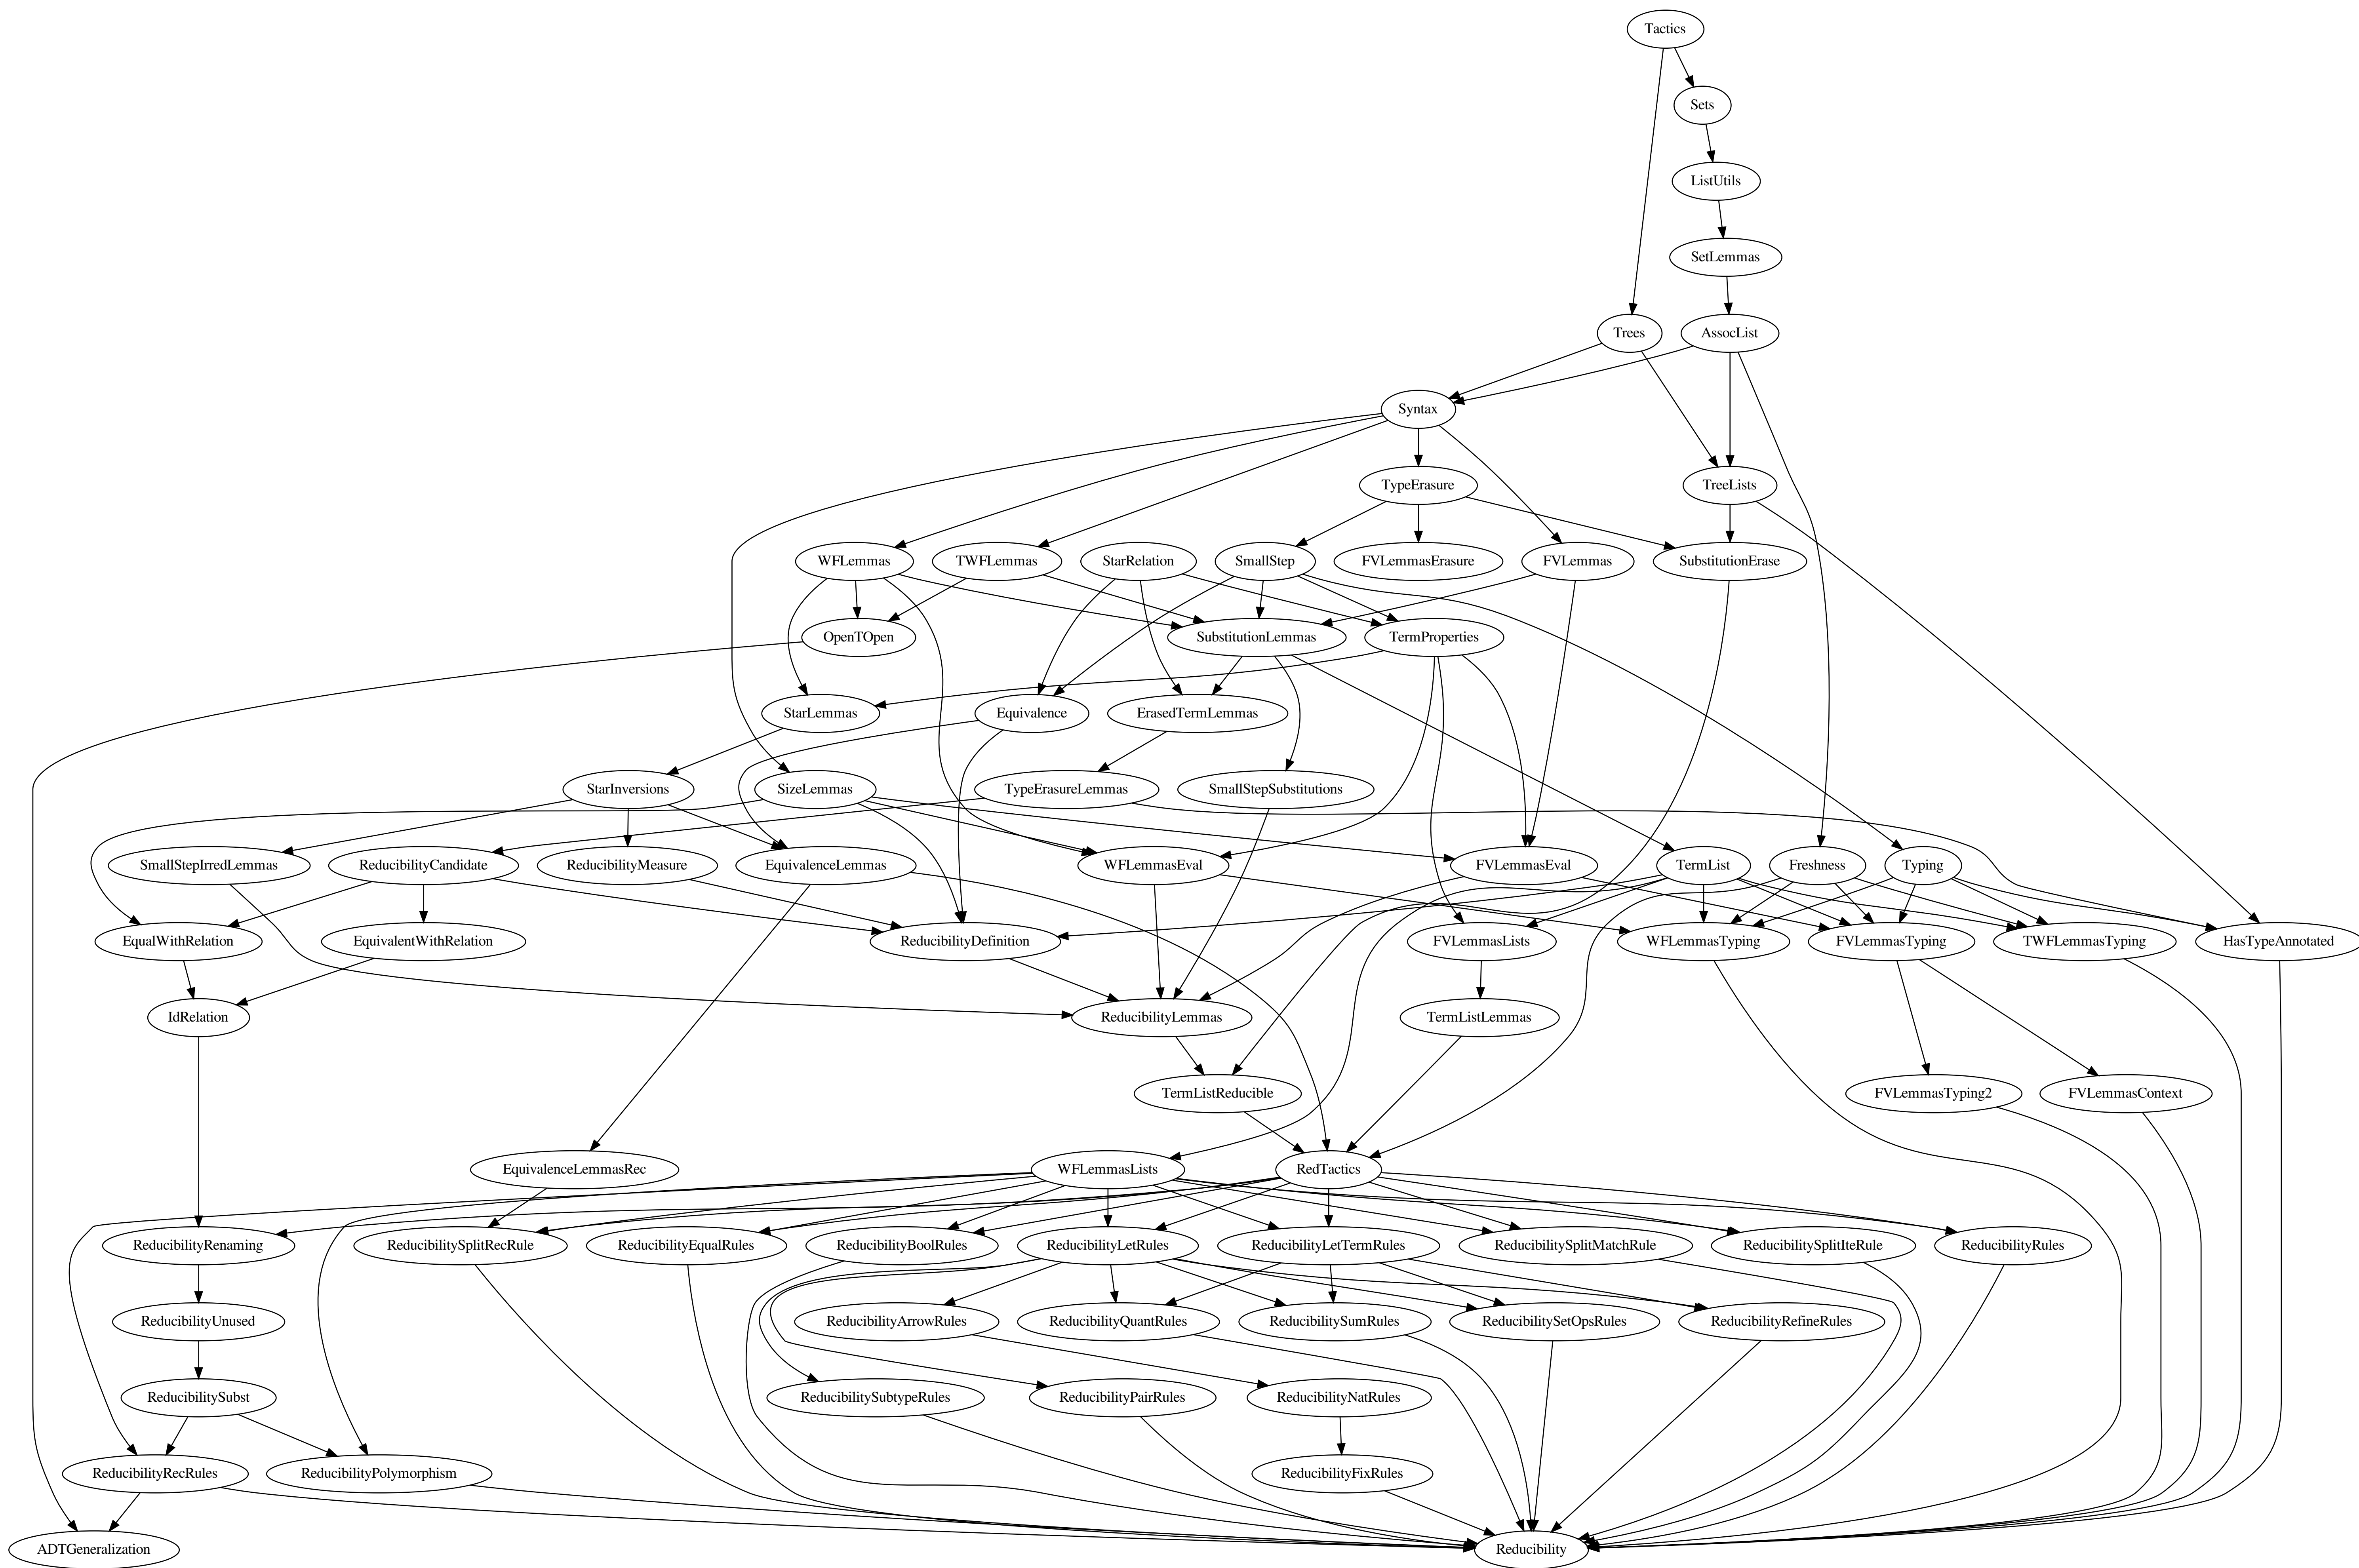 Tactics
Sets
ListUtils
SetLemmas
Trees
AssocList
Syntax
TypeErasure
TreeLists
WFLemmas
TWFLemmas
StarRelation
SmallStep
FVLemmasErasure
FVLemmas
SubstitutionErase
OpenTOpen
SubstitutionLemmas
TermProperties
StarLemmas
Equivalence
ErasedTermLemmas
StarInversions
SizeLemmas
TypeErasureLemmas
SmallStepSubstitutions
SmallStepIrredLemmas
ReducibilityCandidate
ReducibilityMeasure
EquivalenceLemmas
WFLemmasEval
FVLemmasEval
TermList
Freshness
Typing
EqualWithRelation
EquivalentWithRelation
ReducibilityDefinition
FVLemmasLists
WFLemmasTyping
FVLemmasTyping
TWFLemmasTyping
HasTypeAnnotated
IdRelation
ReducibilityLemmas
TermListLemmas
TermListReducible
FVLemmasTyping2
FVLemmasContext
EquivalenceLemmasRec
WFLemmasLists
RedTactics
ReducibilityRenaming
ReducibilitySplitRecRule
ReducibilityEqualRules
ReducibilityBoolRules
ReducibilityLetRules
ReducibilityLetTermRules
ReducibilitySplitMatchRule
ReducibilitySplitIteRule
ReducibilityRules
ReducibilityUnused
ReducibilityArrowRules
ReducibilityQuantRules
ReducibilitySumRules
ReducibilitySetOpsRules
ReducibilityRefineRules
ReducibilitySubst
ReducibilitySubtypeRules
ReducibilityPairRules
ReducibilityNatRules
ReducibilityRecRules
ReducibilityPolymorphism
ReducibilityFixRules
ADTGeneralization
Reducibility